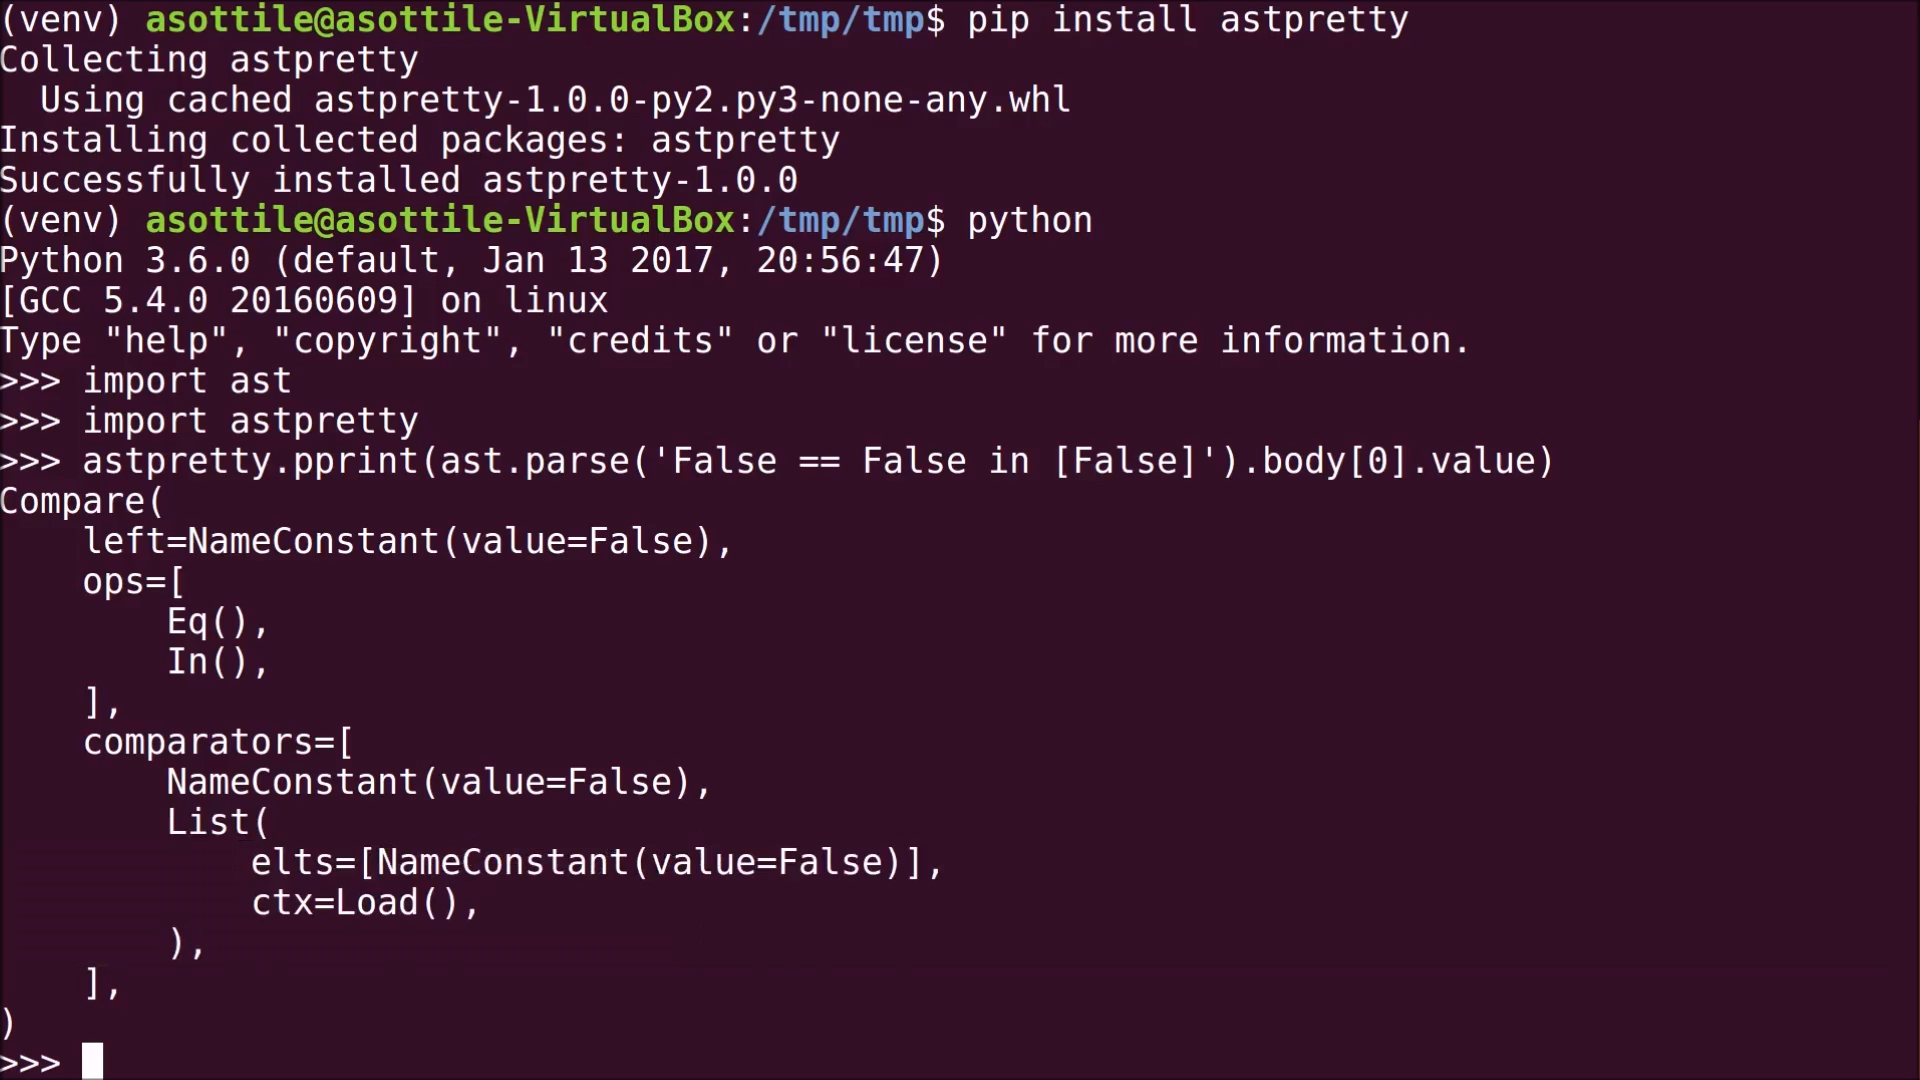 (venv) asottile@asottile-VirtualBox:/tmp/tmp$ pip install astpretty
Collecting astpretty
  Using cached astpretty-1.0.0-py2.py3-none-any.whl
Installing collected packages: astpretty
Successfully installed astpretty-1.0.0
(venv) asottile@asottile-VirtualBox:/tmp/tmp$ python
Python 3.6.0 (default, Jan 13 2017, 20:56:47)
[GCC 5.4.0 20160609] on linux
Type "help", "copyright", "credits" or "license" for more information.
>>> import ast
>>> import astpretty
>>> astpretty.pprint(ast.parse('False == False in [False]').body[0].value)
Compare(
    left=NameConstant(value=False),
    ops=[
        Eq(),
        In(),
    ],
    comparators=[
        NameConstant(value=False),
        List(
            elts=[NameConstant(value=False)],
            ctx=Load(),
        ),
    ],
)
>>>